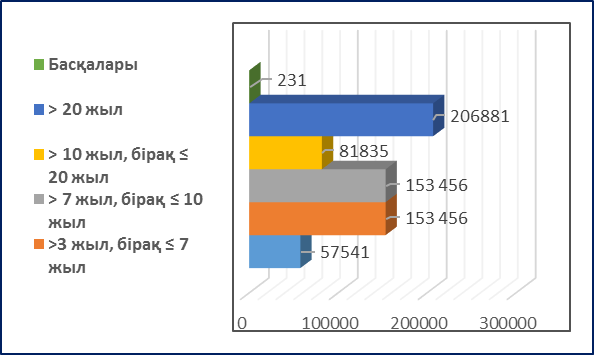 Басқалары
> 20 жыл
> 10 жыл, бірақ ≤
20 жыл
> 7 жыл, бірақ ≤ 10
жыл
>3 жыл, бірақ ≤ 7
жыл
231
206881
81835
153 456
153 456
57541
0 100000 200000 300000